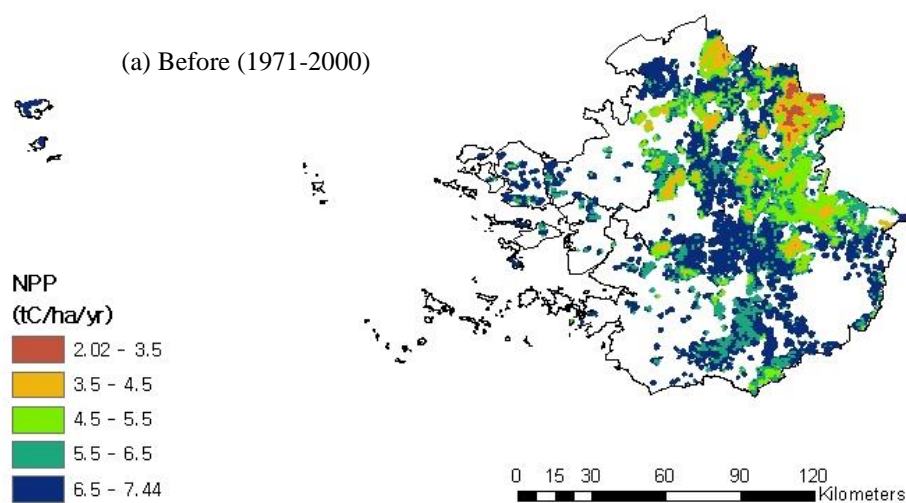 (a) Before (1971-2000)
NPP
(tC/ha/yr)
2.02 - 3.5
3.5 - 4.5
4.5 - 5.5
5.5 - 6.5
6.5 - 7.44
0 15 30 60 90 120
Kilometers